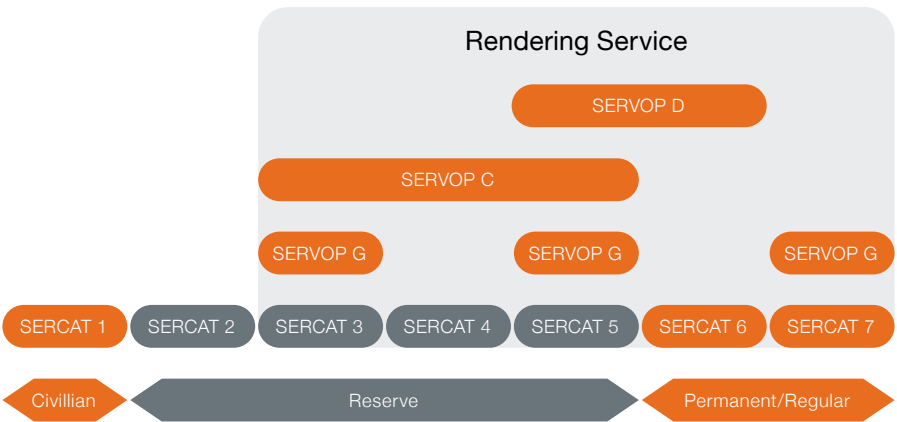 Rendering Service
SERVOP D
SERVOP C
SERVOP G SERVOP G SERVOP G
SERCAT 1 SERCAT 2 SERCAT 3 SERCAT 4 SERCAT 5 SERCAT 6 SERCAT 7
Civillian Reserve Permanent/Regular